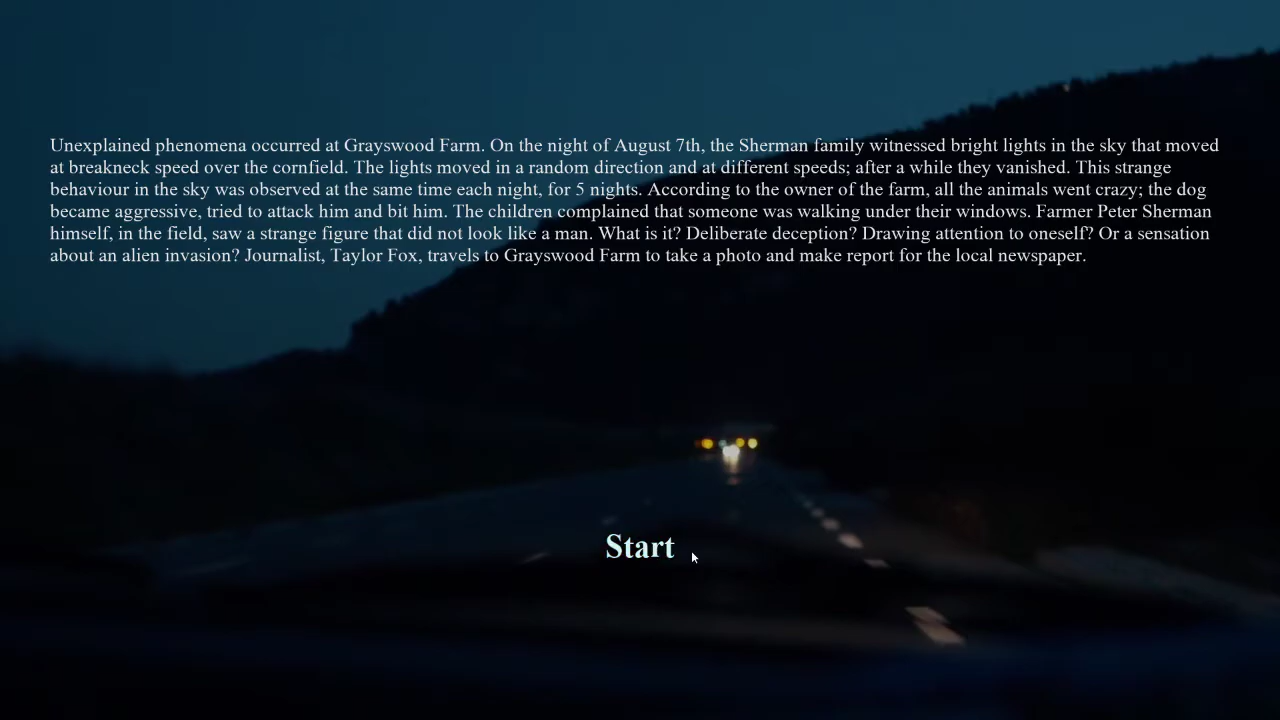 Unexplained phenomena occurred at Grayswood Farm. On the night of August 7th, the Sherman family witnessed bright lights in the sky that moved
at breakneck speed over the cornfield. The lights moved in a random direction and at different speeds; after a while they vanished. This strange
behaviour in the sky was observed at the same time each night, for 5 nights. According to the owner of the farm, all the animals went crazy; the dog
became aggressive, tried to attack him and bit him. The children complained that someone was walking under their windows. Farmer Peter Sherman
himself, in the field, saw a strange figure that did not look like a man. What is it? Deliberate deception? Drawing attention to oneself? Or a sensation
about an alien invasion? Journalist, Taylor Fox, travels to Grayswood Farm to take a photo and make report for the local newspaper.
Start